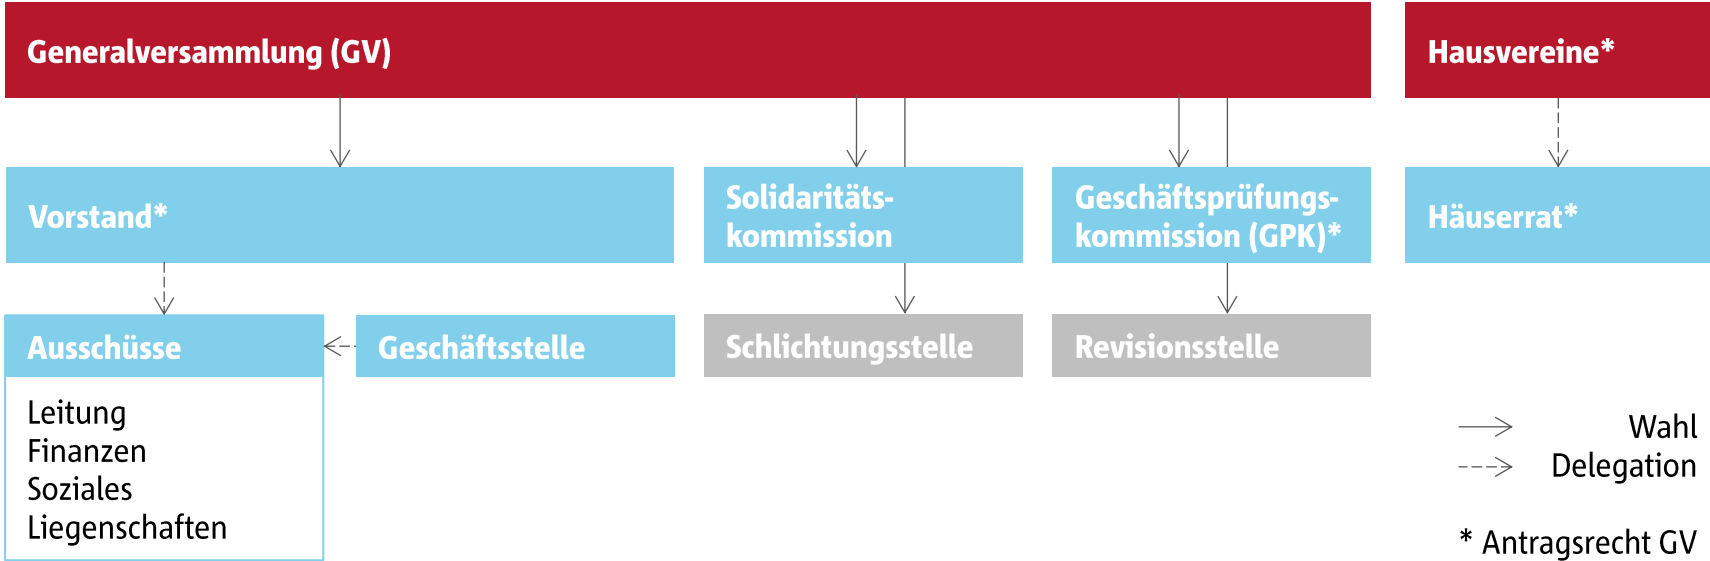 Generalversammlung (GV)
Hausvereine*
Vorstand*
Solidaritäts-
kommission
Geschäftsprüfungs-
kommission (GPK)*
Häuserrat*
Ausschüsse
Geschäftsstelle
Schlichtungsstelle
Revisionsstelle
Leitung
Finanzen
Soziales
Liegenschaften
Wahl
Delegation
* Antragsrecht GV